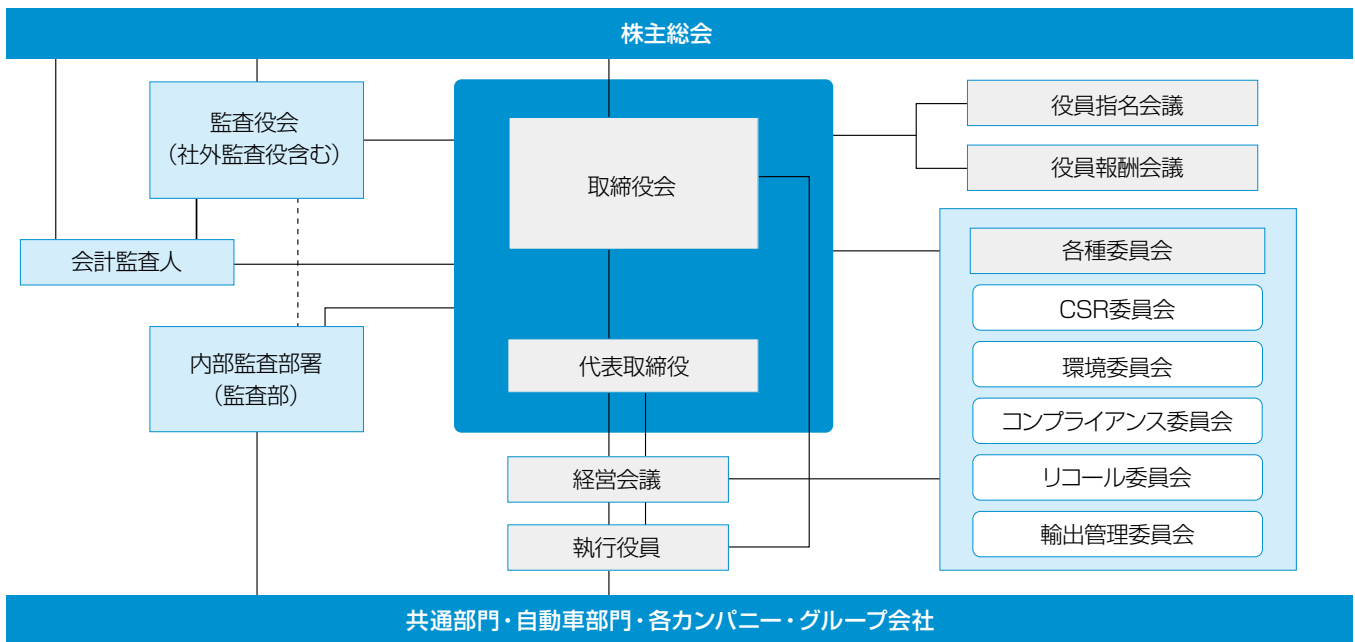 株主総会
監査役会
（社外監査役含む）
会計監査人
内部監査部署
（監査部）
取締役会
代表取締役
経営会議
執行役員
役員指名会議
役員報酬会議
各種委員会
CSR委員会
環境委員会
コンプライアンス委員会
リコール委員会
輸出管理委員会
共通部門・自動車部門・各カンパニー・グループ会社